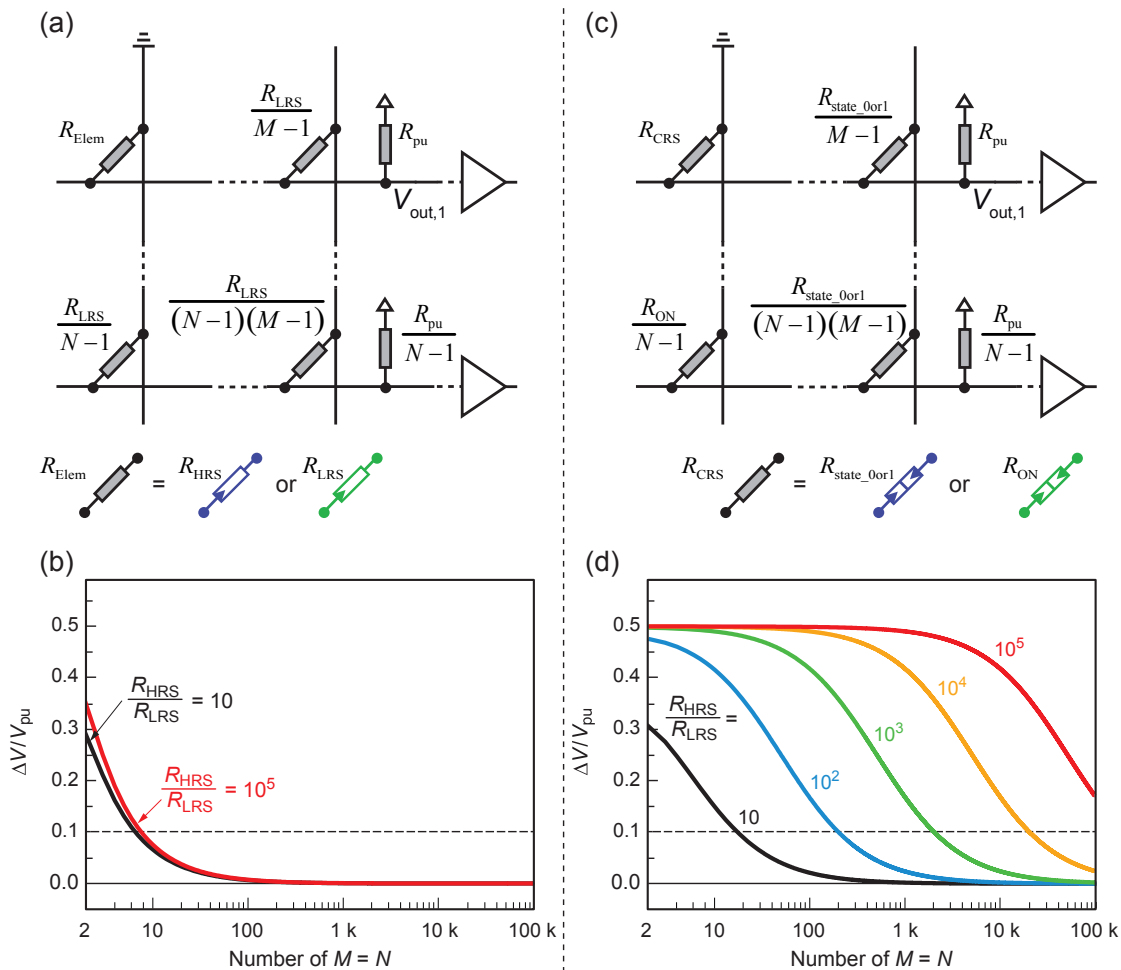 (a)
R_Elem
R_LRS / M − 1
R_pu
V_out,1
R_LRS / N − 1
R_LRS / (N − 1)(M − 1)
R_pu / N − 1
R_Elem = R_HRS or R_LRS
(c)
R_CRS
R_state_0or1 / M − 1
R_pu
V_out,1
R_ON / N − 1
R_state_0or1 / (N − 1)(M − 1)
R_pu / N − 1
R_CRS = R_state_0or1 or R_ON
(b)
ΔV/V_pu
0.5
0.4
0.3
0.2
0.1
0.0
R_HRS / R_LRS = 10
R_HRS / R_LRS = 10^5
2 10 100 1 k 10 k 100 k
Number of M = N
(d)
ΔV/V_pu
0.5
0.4
0.3
0.2
0.1
0.0
R_HRS / R_LRS =
10
10^2
10^3
10^4
10^5
2 10 100 1 k 10 k 100 k
Number of M = N